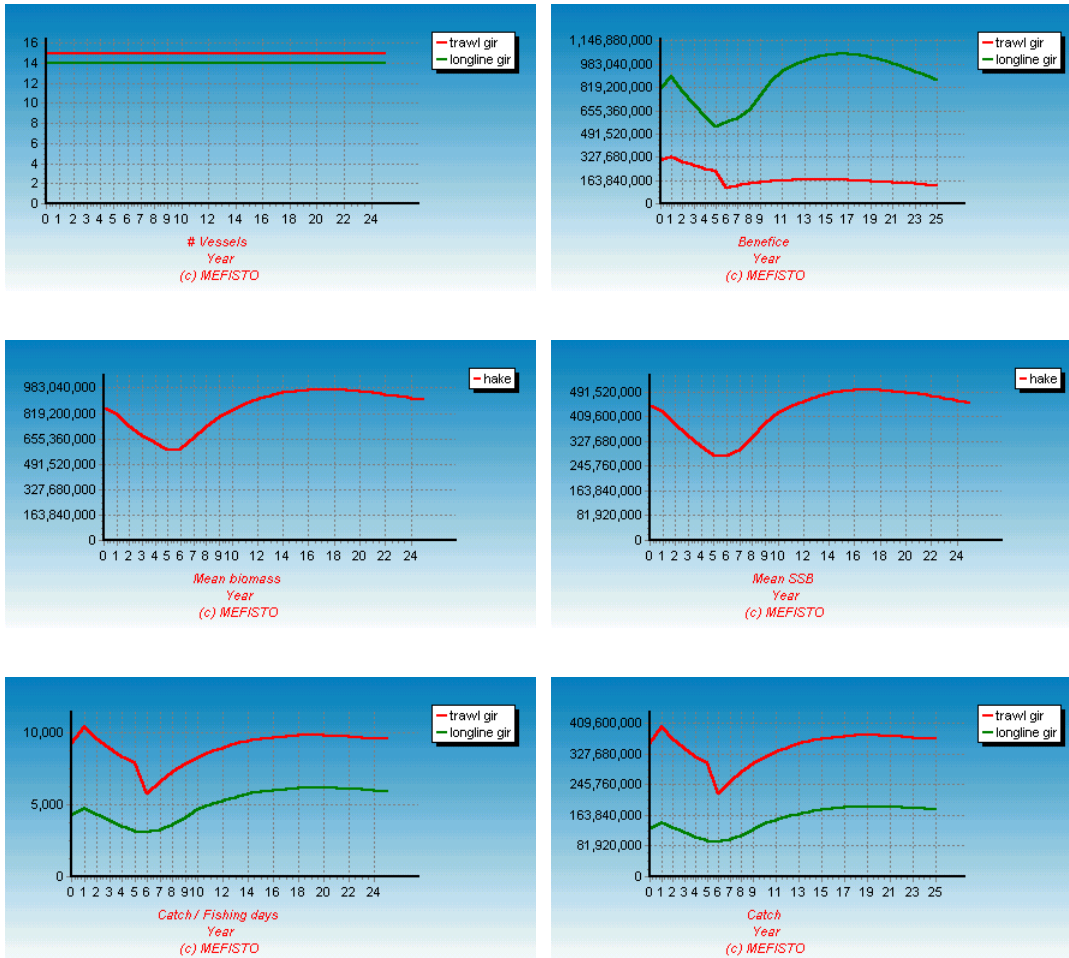 16
14
12
10
8
6
4
2
0
0 1 2 3 4 5 6 7 8 9 10 12 14 16 18 20 22 24
trawl gir
longline gir
# Vessels
Year
(c) MEFISTO
1,146,880,000
983,040,000
819,200,000
655,360,000
491,520,000
327,680,000
163,840,000
0
0 1 2 3 4 5 6 7 8 9 11 13 15 17 19 21 23 25
trawl gir
longline gir
Benefice
Year
(c) MEFISTO
983,040,000
819,200,000
655,360,000
491,520,000
327,680,000
163,840,000
0
0 1 2 3 4 5 6 7 8 9 10 12 14 16 18 20 22 24
hake
Mean biomass
Year
(c) MEFISTO
491,520,000
409,600,000
327,680,000
245,760,000
163,840,000
81,920,000
0
0 1 2 3 4 5 6 7 8 9 10 12 14 16 18 20 22 24
hake
Mean SSB
Year
(c) MEFISTO
10,000
5,000
0
0 1 2 3 4 5 6 7 8 9 10 12 14 16 18 20 22 24
trawl gir
longline gir
Catch / Fishing days
Year
(c) MEFISTO
409,600,000
327,680,000
245,760,000
163,840,000
81,920,000
0
0 1 2 3 4 5 6 7 8 9 11 13 15 17 19 21 23 25
trawl gir
longline gir
Catch
Year
(c) MEFISTO